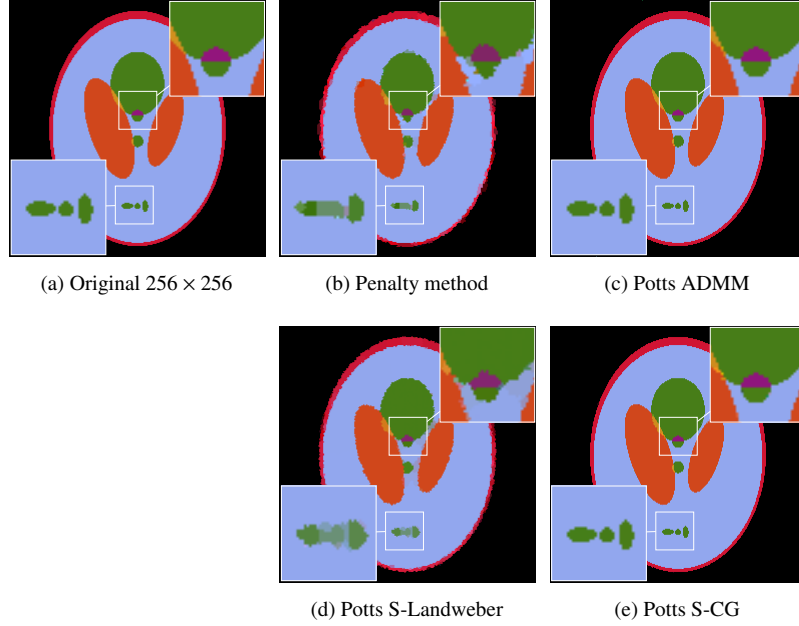 (a) Original 256 × 256
(b) Penalty method
(c) Potts ADMM
(d) Potts S-Landweber
(e) Potts S-CG